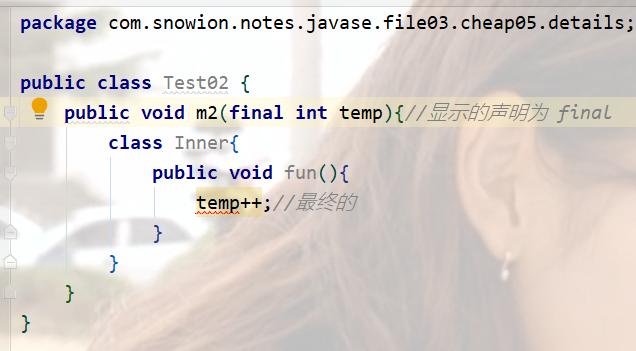 package com.snowion.notes.javase.file03.cheap05.details;
public class Test02 {
public void m2(final int temp){//显示的声明为 final
class Inner{
public void fun(){
temp++;//最终的
}
}
}
}